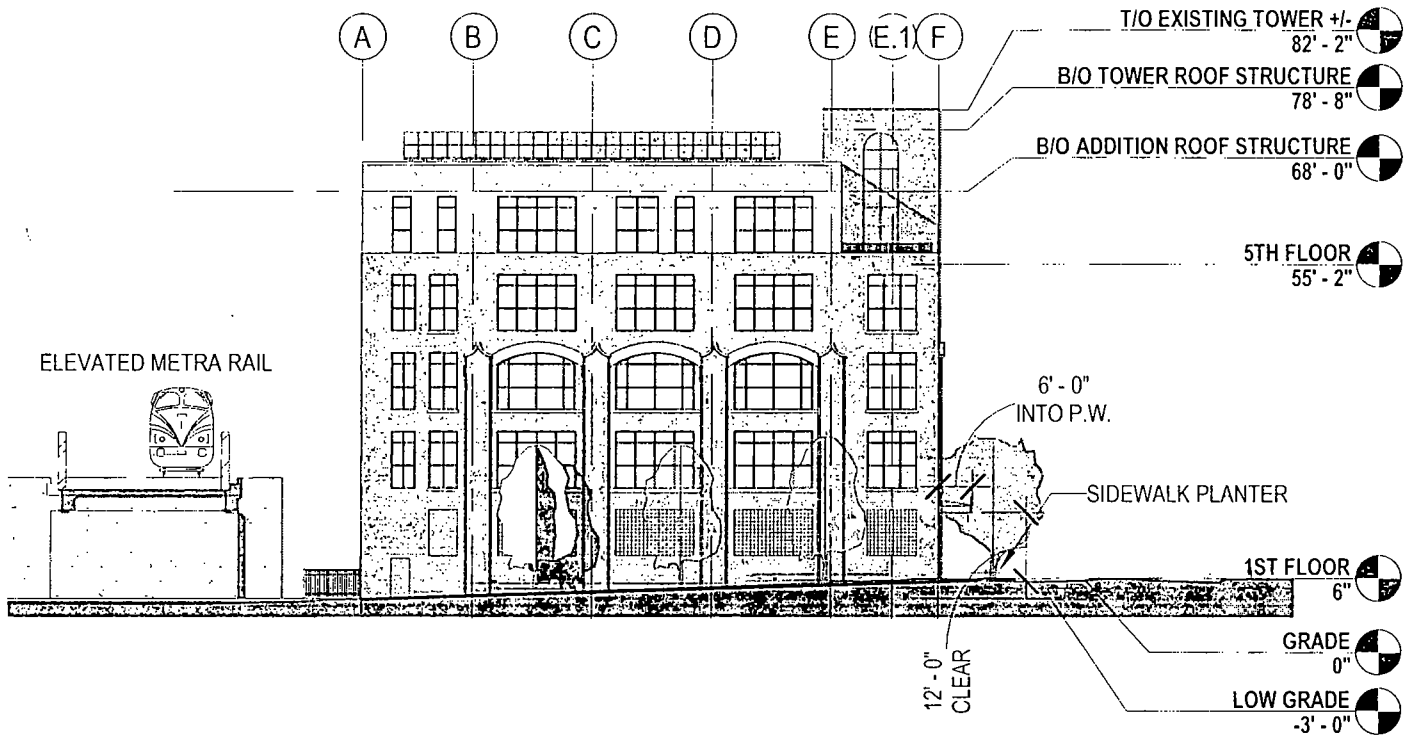 A
B
C
D
E
(E.1)
F
T/O EXISTING TOWER +/-
82' - 2"
B/O TOWER ROOF STRUCTURE
78' - 8"
B/O ADDITION ROOF STRUCTURE
68' - 0"
5TH FLOOR
55' - 2"
ELEVATED METRA RAIL
6' - 0"
INTO P.W.
SIDEWALK PLANTER
1ST FLOOR
6"
12' - 0"
CLEAR
GRADE
0"
LOW GRADE
-3' - 0"